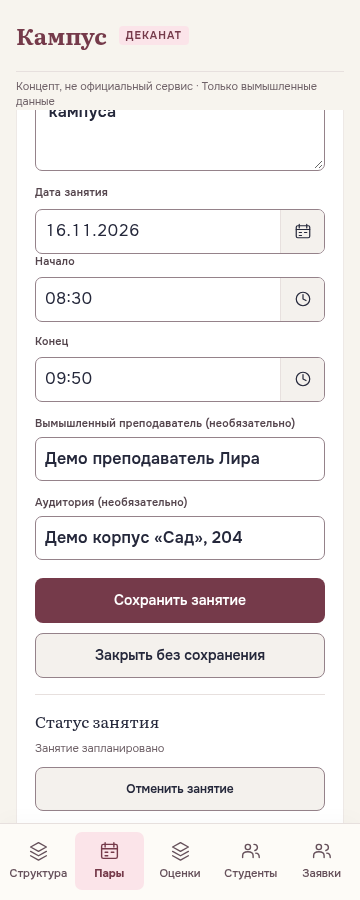 Кампус
ДЕКАНАТ
Концепт, не официальный сервис · Только вымышленные
данные
кампуса
Дата занятия
16.11.2026
Начало
08:30
Конец
09:50
Вымышленный преподаватель (необязательно)
Демо преподаватель Лира
Аудитория (необязательно)
Демо корпус «Сад», 204
Сохранить занятие
Закрыть без сохранения
Статус занятия
Занятие запланировано
Отменить занятие
Структура
Пары
Оценки
Студенты
Заявки